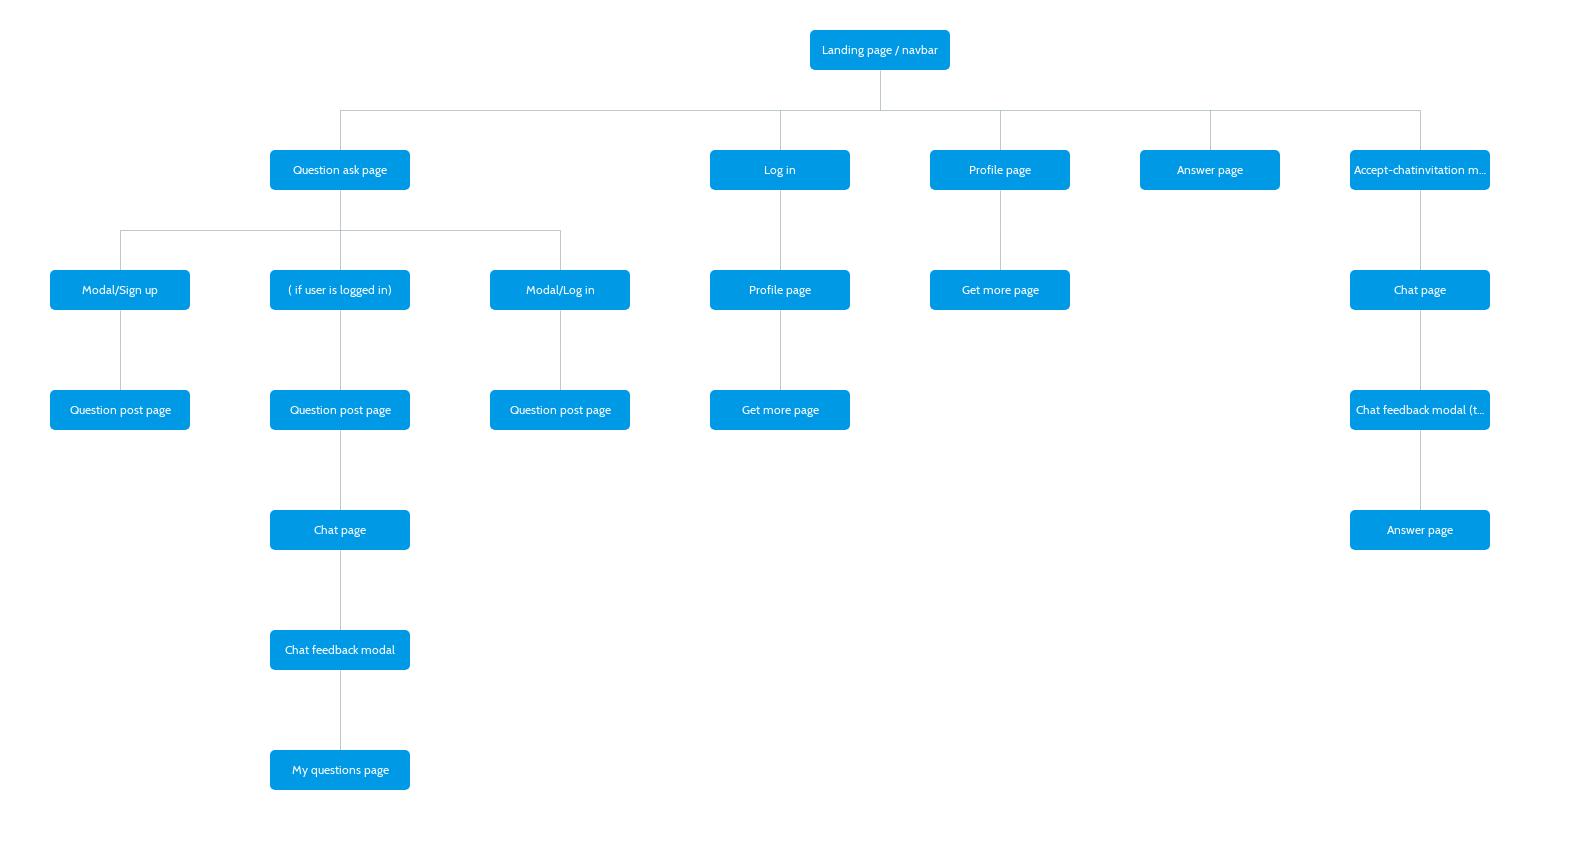 Landing page / navbar
Question ask page
Log in
Profile page
Answer page
Accept-chatinvitation m...
Modal/Sign up
( if user is logged in)
Modal/Log in
Profile page
Get more page
Chat page
Question post page
Question post page
Question post page
Get more page
Chat feedback modal (t...
Chat page
Answer page
Chat feedback modal
My questions page